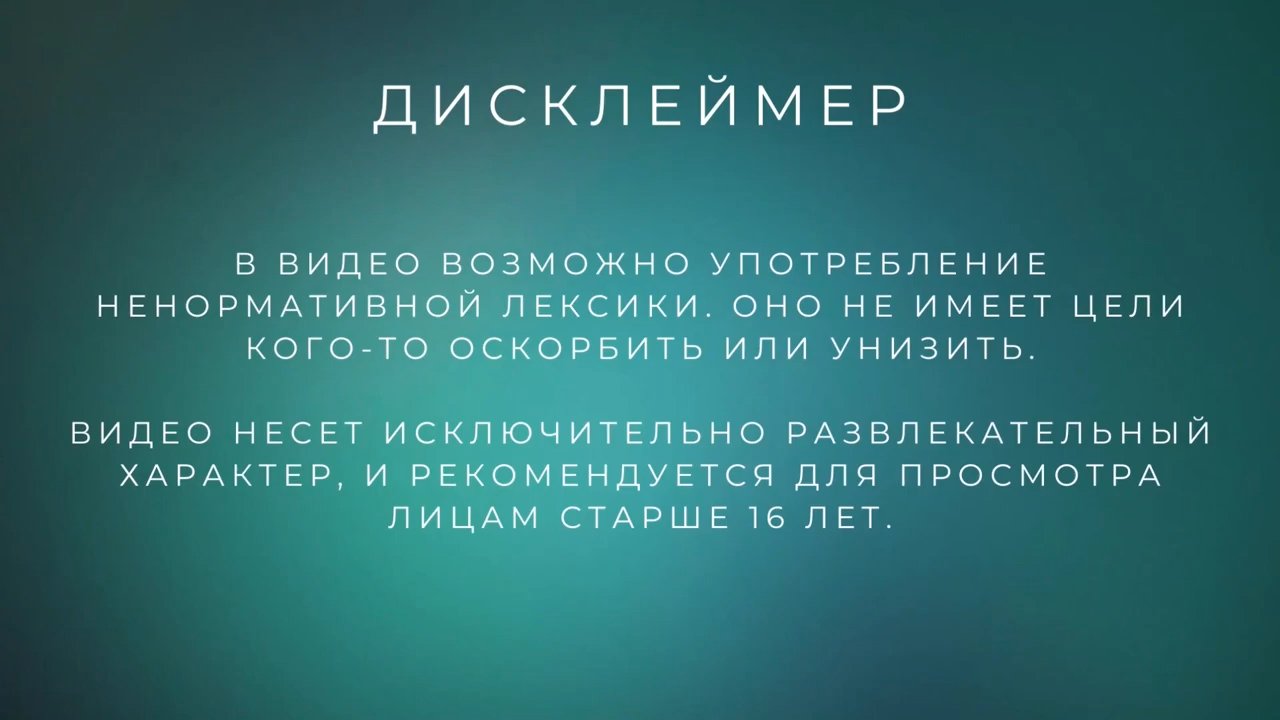 ДИСКЛЕЙМЕР
В ВИДЕО ВОЗМОЖНО УПОТРЕБЛЕНИЕ
НЕНОРМАТИВНОЙ ЛЕКСИКИ. ОНО НЕ ИМЕЕТ ЦЕЛИ
КОГО-ТО ОСКОРБИТЬ ИЛИ УНИЗИТЬ.
ВИДЕО НЕСЕТ ИСКЛЮЧИТЕЛЬНО РАЗВЛЕКАТЕЛЬНЫЙ
ХАРАКТЕР, И РЕКОМЕНДУЕТСЯ ДЛЯ ПРОСМОТРА
ЛИЦАМ СТАРШЕ 16 ЛЕТ.